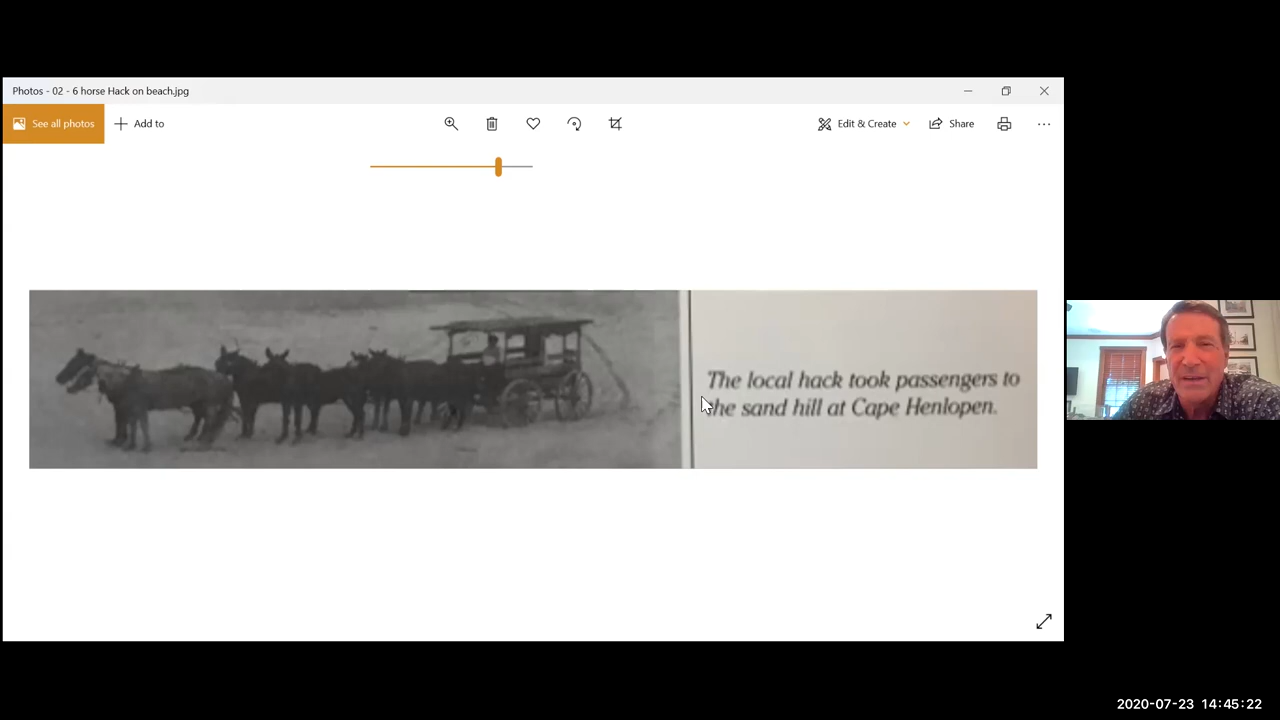 Photos - 02 - 6 horse Hack on beach.jpg
See all photos
Add to
Edit & Create
Share
The local hack took passengers to
the sand hill at Cape Henlopen.
2020-07-23 14:45:22